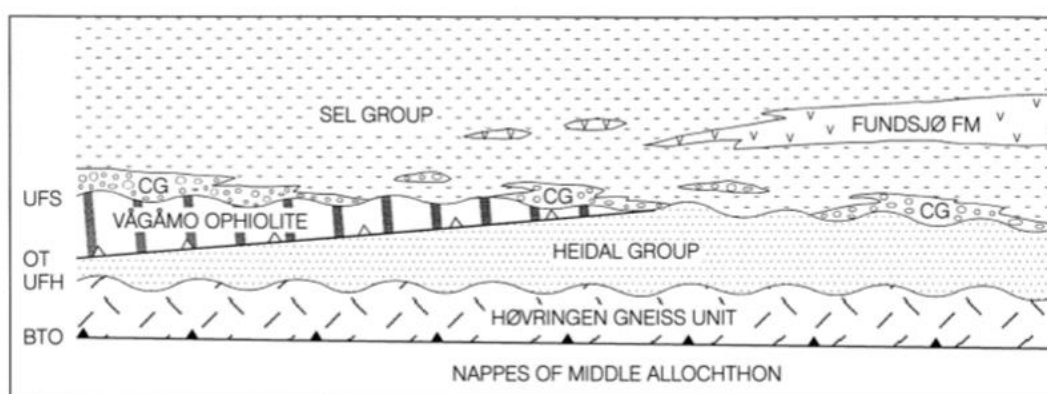 SEL GROUP
FUNDSJØ FM
CG
UFS
CG
CG
VÅGÅMO OPHIOLITE
HEIDAL GROUP
OT
UFH
HØVRINGEN GNEISS UNIT
BTO
NAPPES OF MIDDLE ALLOCHTHON